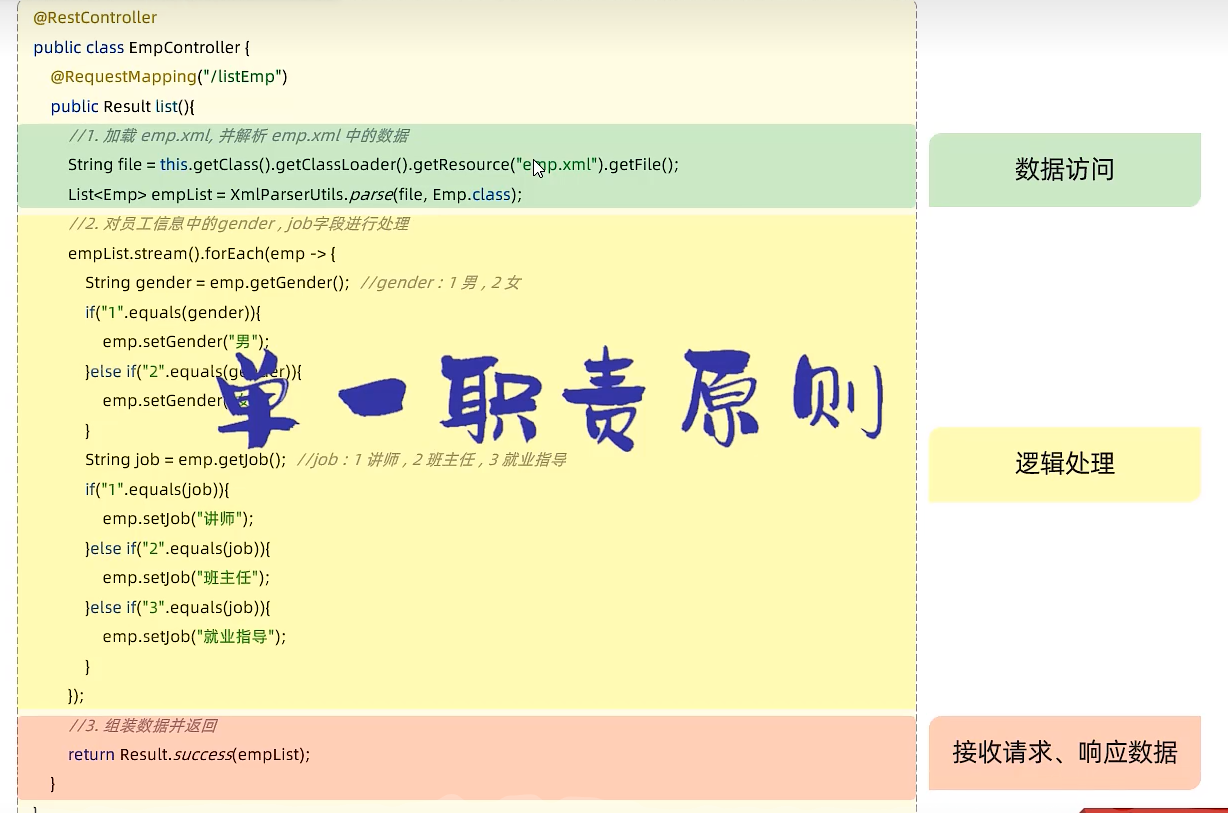 @RestController
public class EmpController {
@RequestMapping("/listEmp")
public Result list(){
//1. 加载 emp.xml, 并解析 emp.xml 中的数据
String file = this.getClass().getClassLoader().getResource("emp.xml").getFile();
List<Emp> empList = XmlParserUtils.parse(file, Emp.class);
数据访问
//2. 对员工信息中的gender , job字段进行处理
empList.stream().forEach(emp -> {
String gender = emp.getGender(); //gender : 1 男 , 2 女
if("1".equals(gender)){
emp.setGender("男");
}else if("2".equals(gender)){
emp.setGender(
单一职责原则
}
String job = emp.getJob(); //job : 1 讲师 , 2 班主任 , 3 就业指导
逻辑处理
if("1".equals(job)){
emp.setJob("讲师");
}else if("2".equals(job)){
emp.setJob("班主任");
}else if("3".equals(job)){
emp.setJob("就业指导");
}
});
//3. 组装数据并返回
return Result.success(empList);
接收请求、响应数据
}